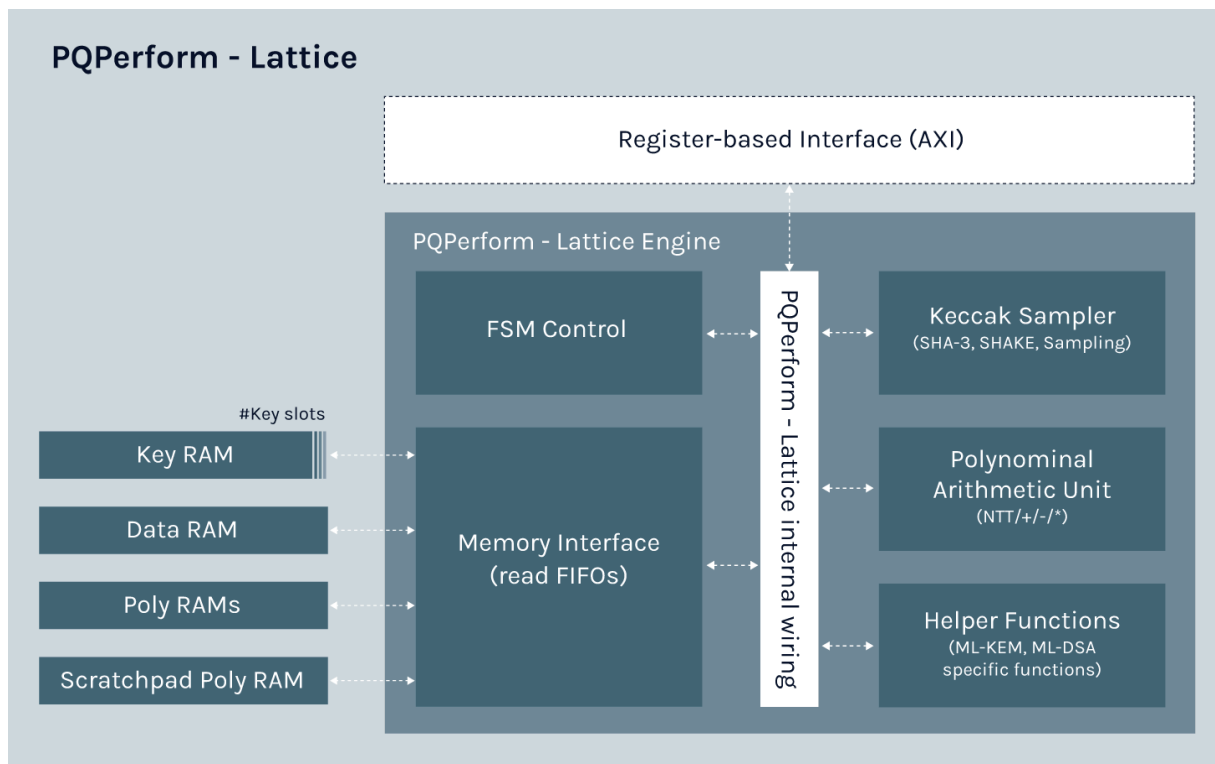 PQPerform - Lattice
Register-based Interface (AXI)
PQPerform - Lattice Engine
FSM Control
PQPerform - Lattice internal wiring
Keccak Sampler
(SHA-3, SHAKE, Sampling)
#Key slots
Key RAM
Data RAM
Poly RAMs
Scratchpad Poly RAM
Memory Interface
(read FIFOs)
Polynominal
Arithmetic Unit
(NTT/+/-/*)
Helper Functions
(ML-KEM, ML-DSA
specific functions)